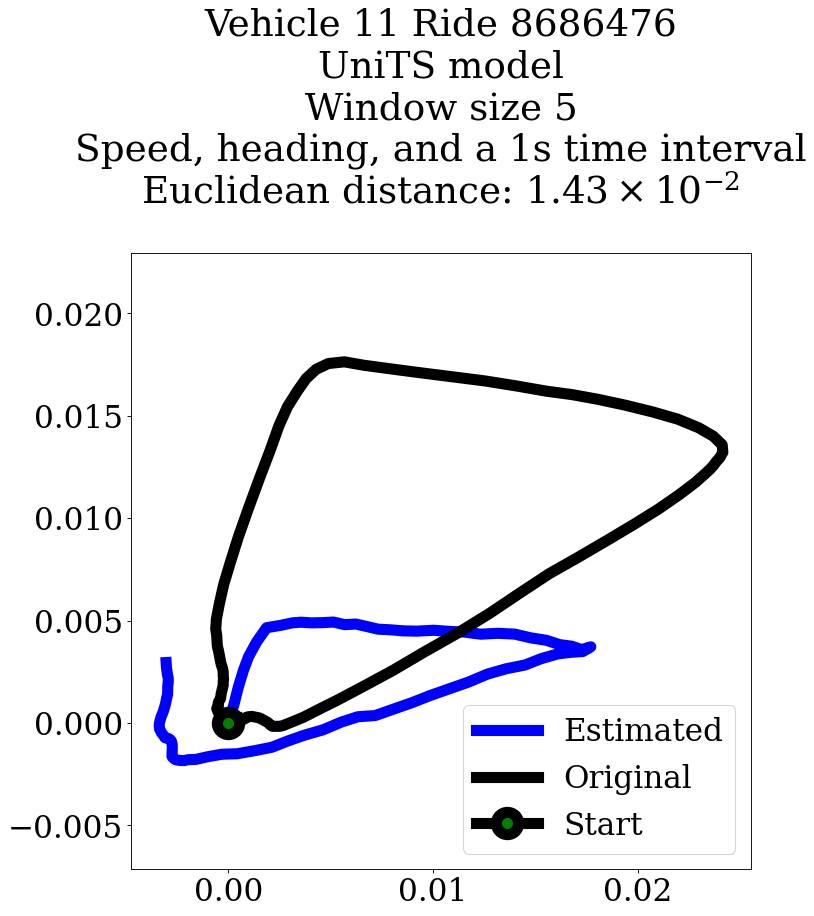 Vehicle 11 Ride 8686476
UniTS model
Window size 5
Speed, heading, and a 1s time interval
Euclidean distance: 1.43 × 10⁻²
0.020
0.015
0.010
0.005
0.000
−0.005
Estimated
Original
Start
0.00 0.01 0.02